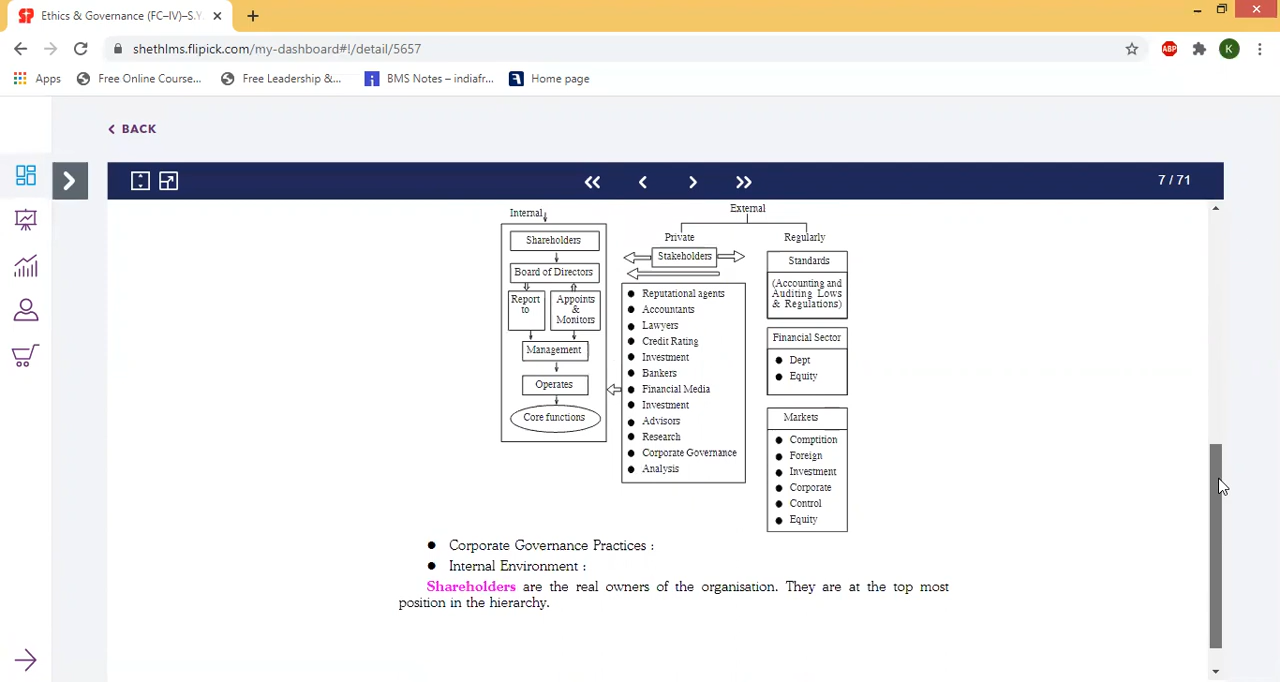 Ethics & Governance (FC–IV)–S.Y.
shethlms.flipick.com/my-dashboard#!/detail/5657
ABP
K
Apps
Free Online Course...
Free Leadership &...
BMS Notes – indiafr...
Home page
BACK
7 / 71
Internal
External
Private
Regularly
Shareholders
Board of Directors
Report
to
Appoints
&
Monitors
Management
Operates
Core functions
Stakeholders
Reputational agents
Accountants
Lawyers
Credit Rating
Investment
Bankers
Financial Media
Investment
Advisors
Research
Corporate Governance
Analysis
Standards
(Accounting and
Auditing Lows
& Regulations)
Financial Sector
Dept
Equity
Markets
Comptition
Foreign
Investment
Corporate
Control
Equity
Corporate Governance Practices :
Internal Environment :
Shareholders are the real owners of the organisation. They are at the top most
position in the hierarchy.